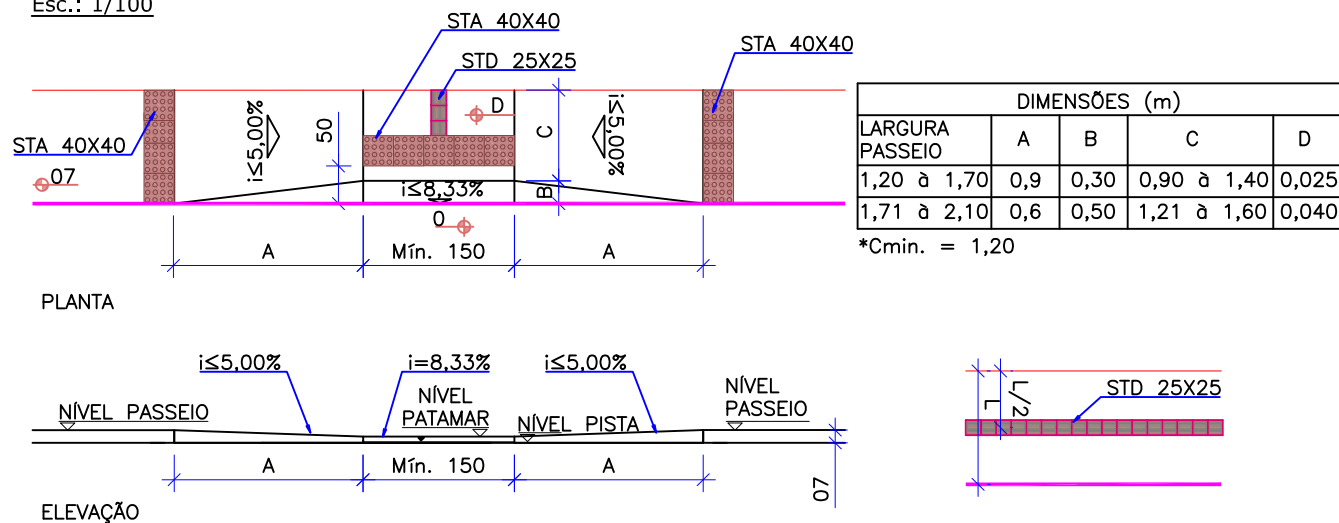 Esc.: 1/100
STA 40X40
STD 25X25
STA 40X40
STA 40X40
07
i≤5,00%
50
D
C
i≤5,00%
i≤8,33%
B
0
A
Mín. 150
A
PLANTA
DIMENSÕES (m)
LARGURA PASSEIO
A
B
C
D
1,20 à 1,70
0,9
0,30
0,90 à 1,40
0,025
1,71 à 2,10
0,6
0,50
1,21 à 1,60
0,040
*Cmin. = 1,20
i≤5,00%
i=8,33%
i≤5,00%
NÍVEL PASSEIO
NÍVEL
PATAMAR
NÍVEL PISTA
NÍVEL
PASSEIO
A
Mín. 150
A
07
ELEVAÇÃO
L
L/2
STD 25X25